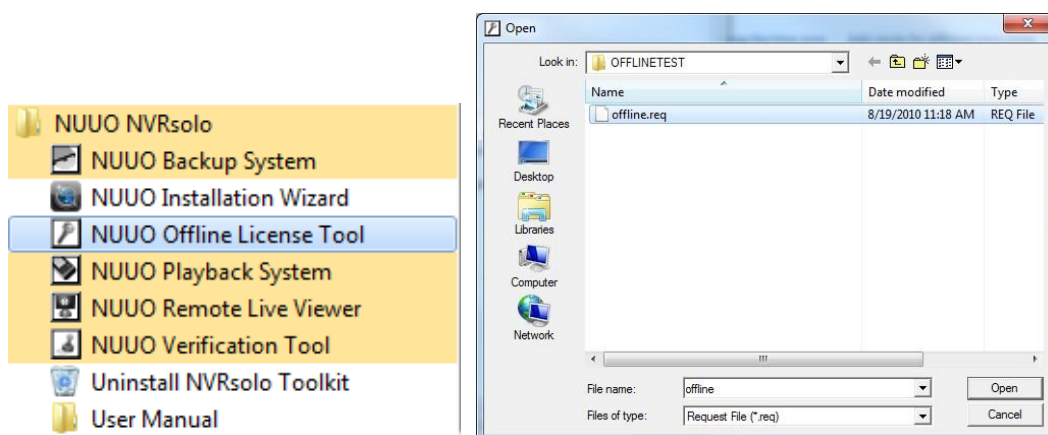 NUUO NVRsolo
NUUO Backup System
NUUO Installation Wizard
NUUO Offline License Tool
NUUO Playback System
NUUO Remote Live Viewer
NUUO Verification Tool
Uninstall NVRsolo Toolkit
User Manual
Open
Look in: OFFLINETEST
Name Date modified Type
offline.req 8/19/2010 11:18 AM REQ File
Recent Places
Desktop
Libraries
Computer
Network
File name: offline Open
Files of type: Request File (*.req) Cancel